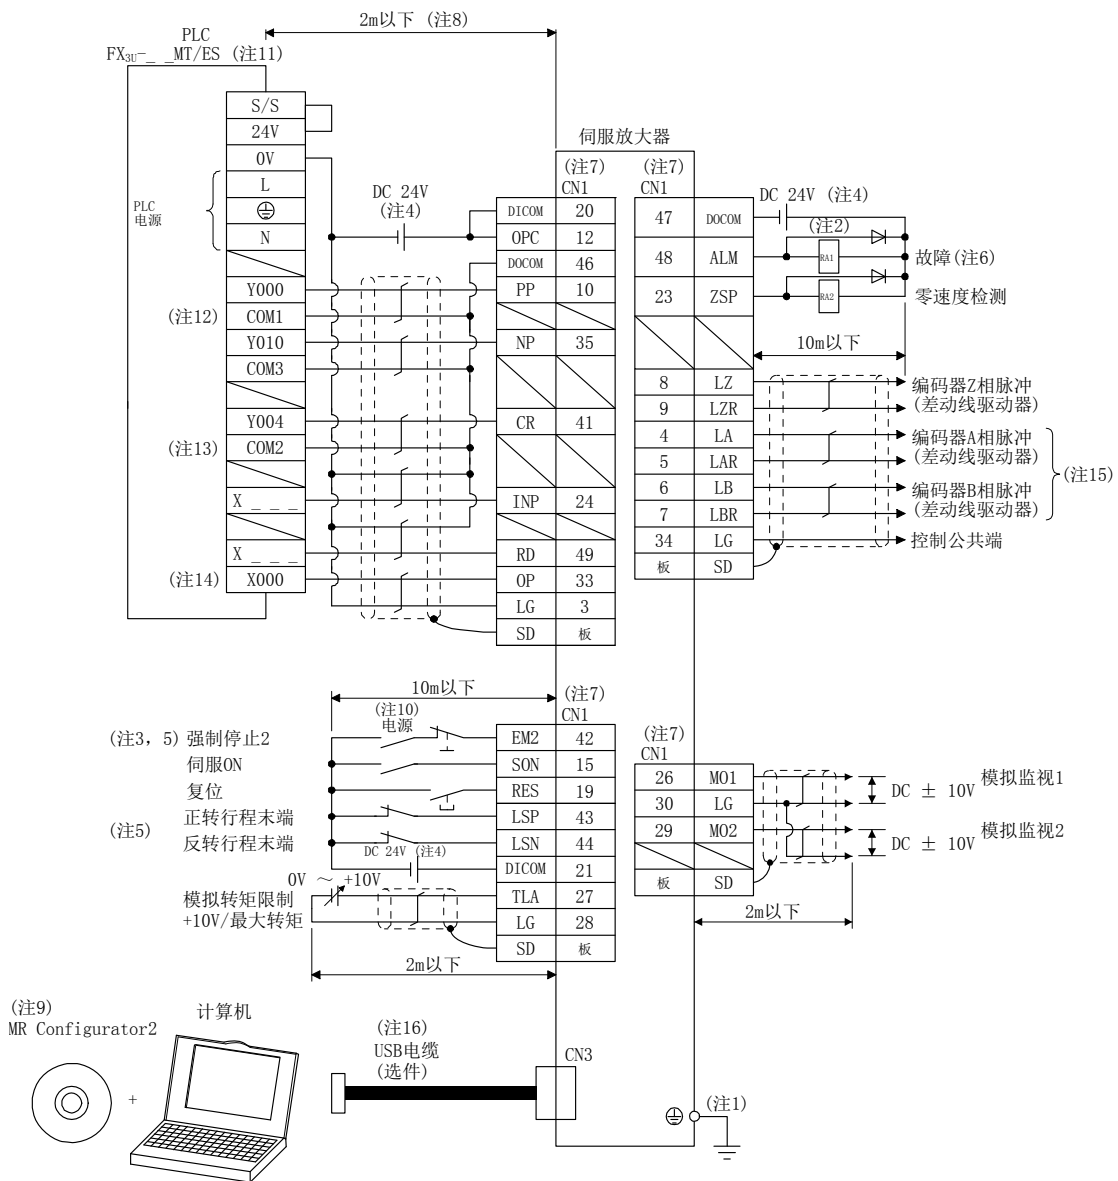 2m以下 (注8)
PLC
FX3U-_ _MT/ES (注11)
S/S
24V
0V
L
N
PLC
电源
Y000
(注12) COM1
Y010
COM3
Y004
(注13) COM2
X _ _ _
X _ _ _
(注14) X000
DC 24V
(注4)
伺服放大器
(注7)
CN1
DICOM 20
OPC 12
DOCOM 46
PP 10
NP 35
CR 41
INP 24
RD 49
OP 33
LG 3
SD 板
(注7)
CN1
47 DOCOM
48 ALM
23 ZSP
8 LZ
9 LZR
4 LA
5 LAR
6 LB
7 LBR
34 LG
板 SD
DC 24V (注4)
(注2)
RA1
故障(注6)
RA2
零速度检测
10m以下
编码器Z相脉冲
(差动线驱动器)
编码器A相脉冲
(差动线驱动器)
(注15)
编码器B相脉冲
(差动线驱动器)
控制公共端
10m以下
(注7)
CN1
(注10)
电源
(注3, 5) 强制停止2
EM2 42
伺服ON
SON 15
复位
RES 19
正转行程末端
LSP 43
(注5)
反转行程末端
LSN 44
DC 24V (注4)
DICOM 21
0V ～ +10V
模拟转矩限制
+10V/最大转矩
TLA 27
LG 28
SD 板
2m以下
(注7)
CN1
26 MO1
30 LG
29 MO2
板 SD
模拟监视1
DC ± 10V
模拟监视2
DC ± 10V
2m以下
(注9)
MR Configurator2
+
计算机
(注16)
USB电缆
(选件)
CN3
(注1)